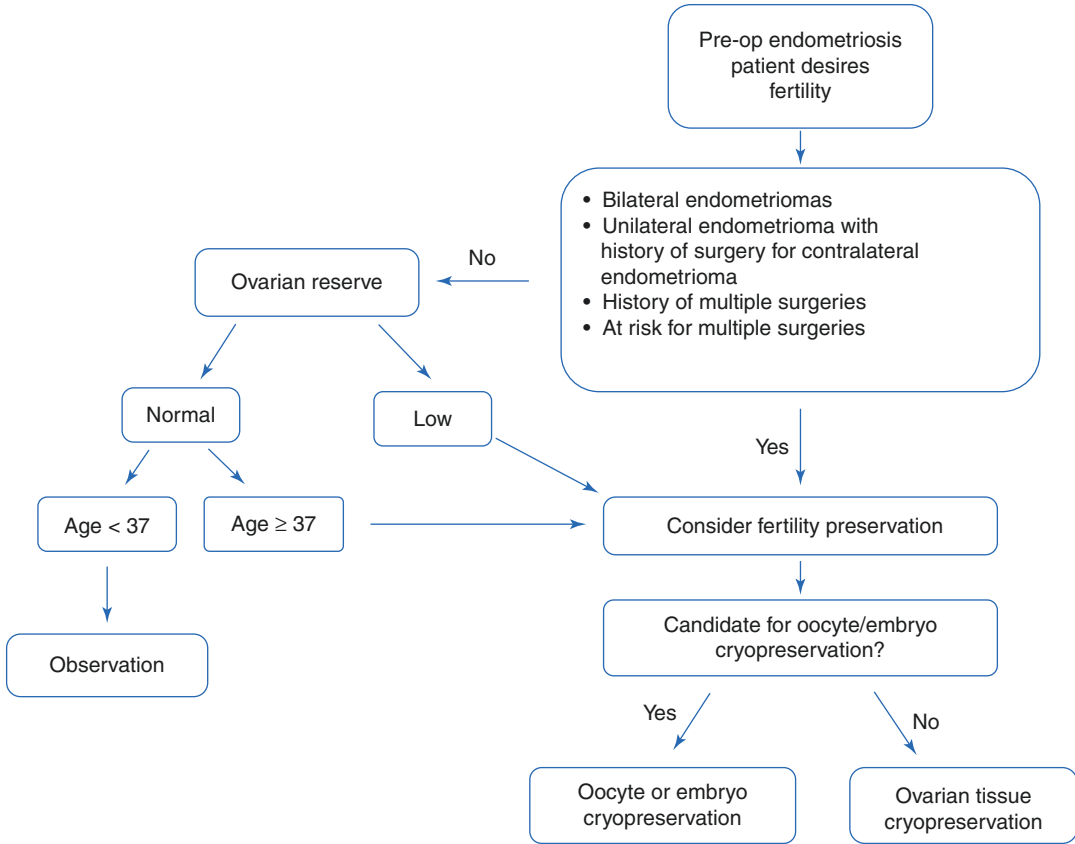 Pre-op endometriosis
patient desires
fertility
• Bilateral endometriomas
• Unilateral endometrioma with
history of surgery for contralateral
endometrioma
• History of multiple surgeries
• At risk for multiple surgeries
No
Ovarian reserve
Normal
Low
Yes
Age < 37
Age ≥ 37
Consider fertility preservation
Observation
Candidate for oocyte/embryo
cryopreservation?
Yes
No
Oocyte or embryo
cryopreservation
Ovarian tissue
cryopreservation